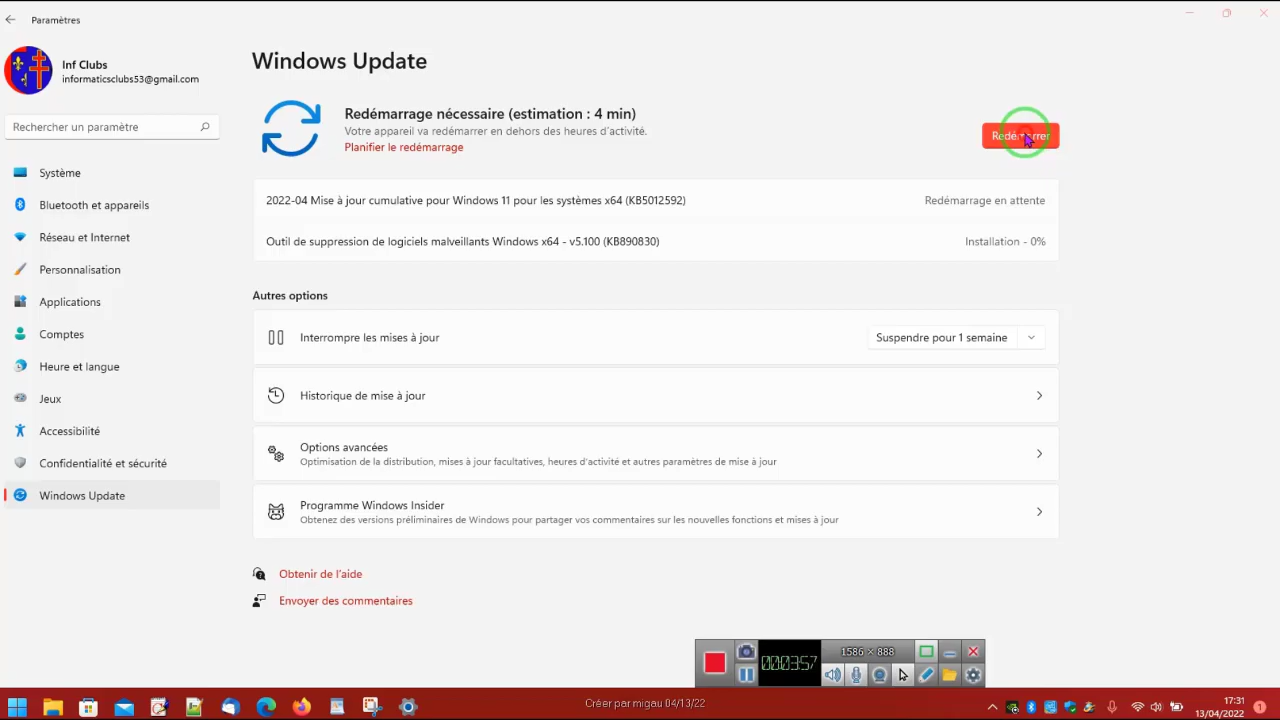 Paramètres
Inf Clubs
informaticsclubs53@gmail.com
Rechercher un paramètre
Système
Bluetooth et appareils
Réseau et Internet
Personnalisation
Applications
Comptes
Heure et langue
Jeux
Accessibilité
Confidentialité et sécurité
Windows Update
Windows Update
Redémarrage nécessaire (estimation : 4 min)
Votre appareil va redémarrer en dehors des heures d'activité.
Planifier le redémarrage
Redémarrer
2022-04 Mise à jour cumulative pour Windows 11 pour les systèmes x64 (KB5012592)
Redémarrage en attente
Outil de suppression de logiciels malveillants Windows x64 - v5.100 (KB890830)
Installation - 0%
Autres options
Interrompre les mises à jour
Suspendre pour 1 semaine
Historique de mise à jour
Options avancées
Optimisation de la distribution, mises à jour facultatives, heures d'activité et autres paramètres de mise à jour
Programme Windows Insider
Obtenez des versions préliminaires de Windows pour partager vos commentaires sur les nouvelles fonctions et mises à jour
Obtenir de l'aide
Envoyer des commentaires
000:3:57
1586 × 888
Créer par migau 04/13/22
17:31
13/04/2022
1